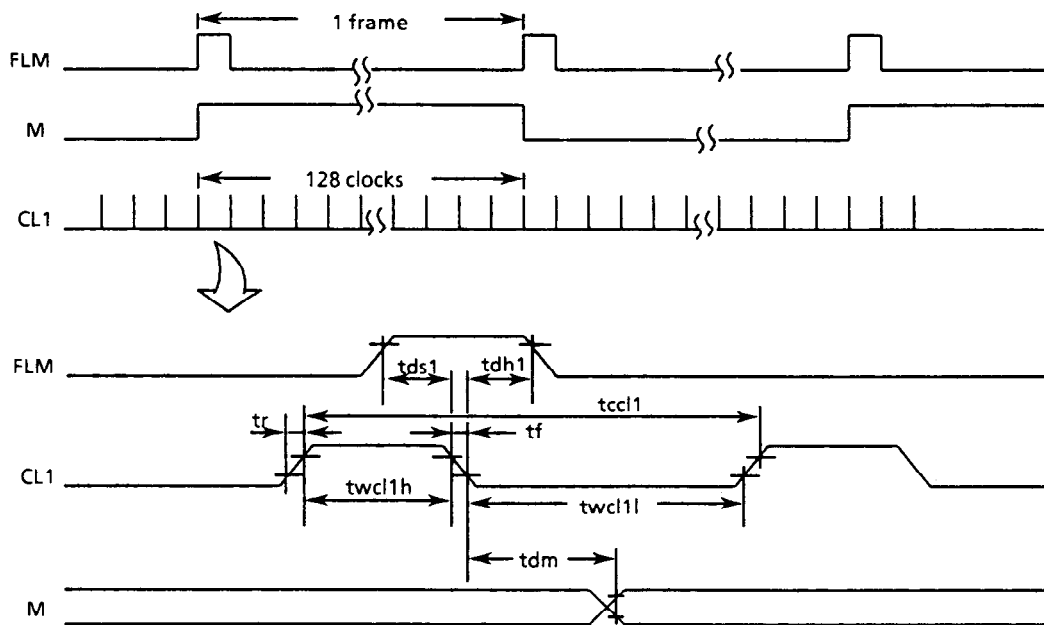 1 frame
FLM
M
128 clocks
CL1
FLM
tds1
tdh1
tccl1
tr
tf
CL1
twcl1h
twcl1l
tdm
M